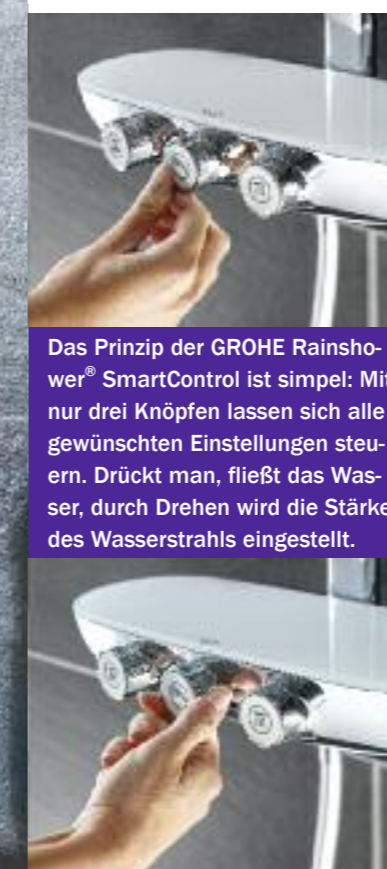 Das Prinzip der GROHE Rainsho-
wer® SmartControl ist simpel: Mit
nur drei Knöpfen lassen sich alle
gewünschten Einstellungen steu-
ern. Drückt man, fließt das Was-
ser, durch Drehen wird die Stärke
des Wasserstrahls eingestellt.